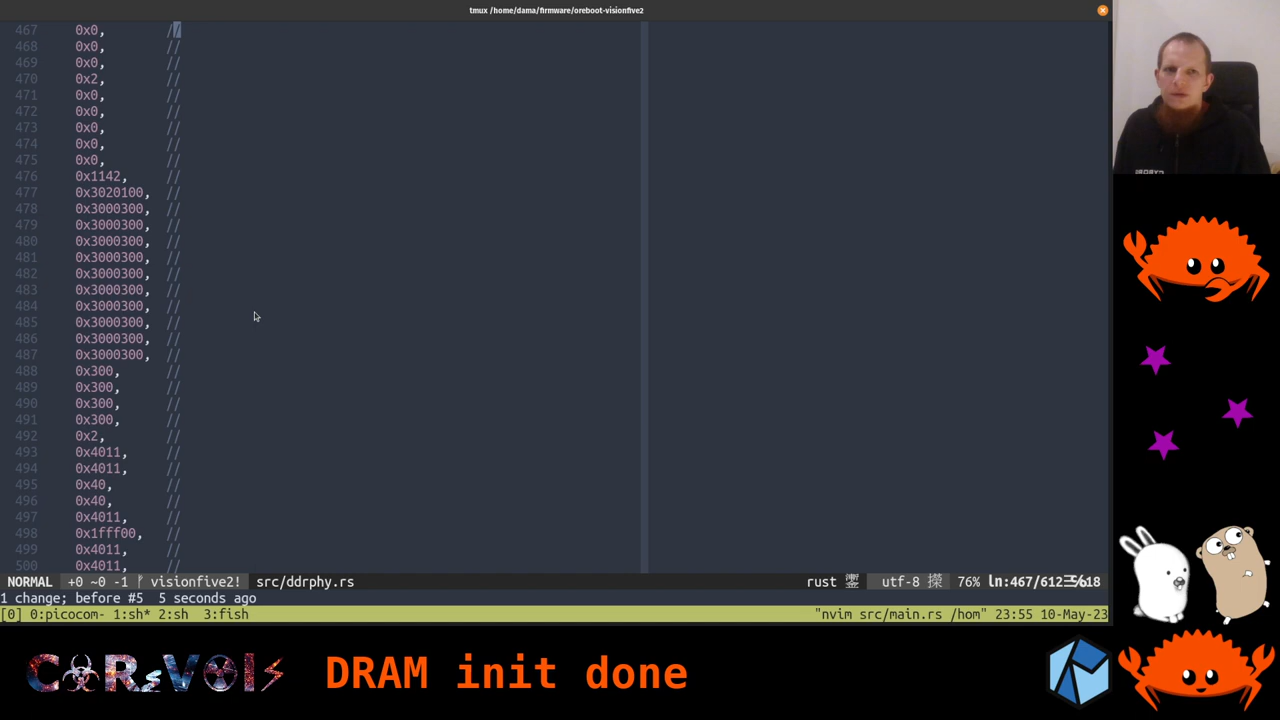 tmux /home/dama/firmware/oreboot-visionfive2
467 0x0, //
468 0x0, //
469 0x0, //
470 0x2, //
471 0x0, //
472 0x0, //
473 0x0, //
474 0x0, //
475 0x0, //
476 0x1142, //
477 0x3020100, //
478 0x3000300, //
479 0x3000300, //
480 0x3000300, //
481 0x3000300, //
482 0x3000300, //
483 0x3000300, //
484 0x3000300, //
485 0x3000300, //
486 0x3000300, //
487 0x3000300, //
488 0x300, //
489 0x300, //
490 0x300, //
491 0x300, //
492 0x2, //
493 0x4011, //
494 0x4011, //
495 0x40, //
496 0x40, //
497 0x4011, //
498 0x1fff00, //
499 0x4011, //
500 0x4011, //
NORMAL +0 ~0 -1 visionfive2! src/ddrphy.rs rust utf-8 76% ln:467/612
1 change; before #5 5 seconds ago
[0] 0:picocom- 1:sh* 2:sh 3:fish "nvim src/main.rs /hom" 23:55 10-May-23
DRAM init done